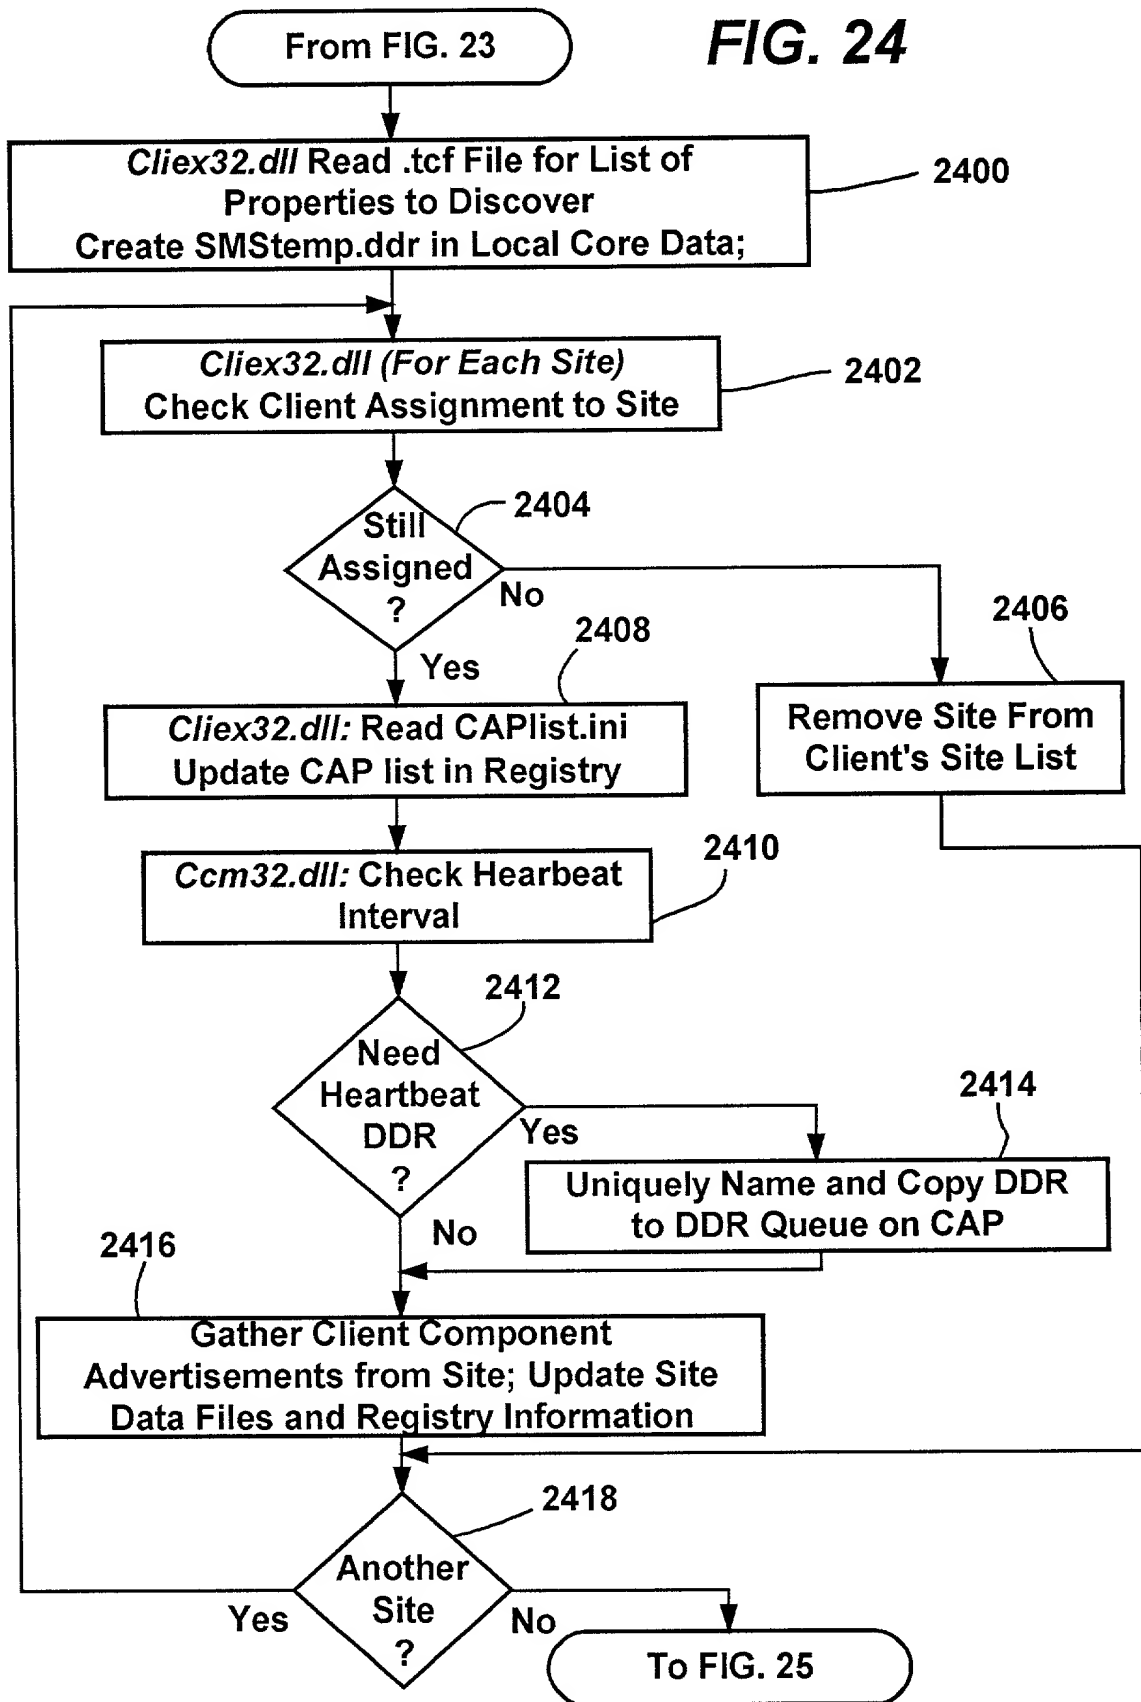 From FIG. 23
FIG. 24
Cliex32.dll Read .tcf File for List of
Properties to Discover
Create SMStemp.ddr in Local Core Data;
2400
Cliex32.dll (For Each Site)
Check Client Assignment to Site
2402
Still
Assigned
?
2404
No
Yes
2406
Remove Site From
Client's Site List
2408
Cliex32.dll: Read CAPlist.ini
Update CAP list in Registry
Ccm32.dll: Check Hearbeat
Interval
2410
Need
Heartbeat
DDR
?
2412
Yes
No
2414
Uniquely Name and Copy DDR
to DDR Queue on CAP
2416
Gather Client Component
Advertisements from Site; Update Site
Data Files and Registry Information
Another
Site
?
2418
Yes
No
To FIG. 25